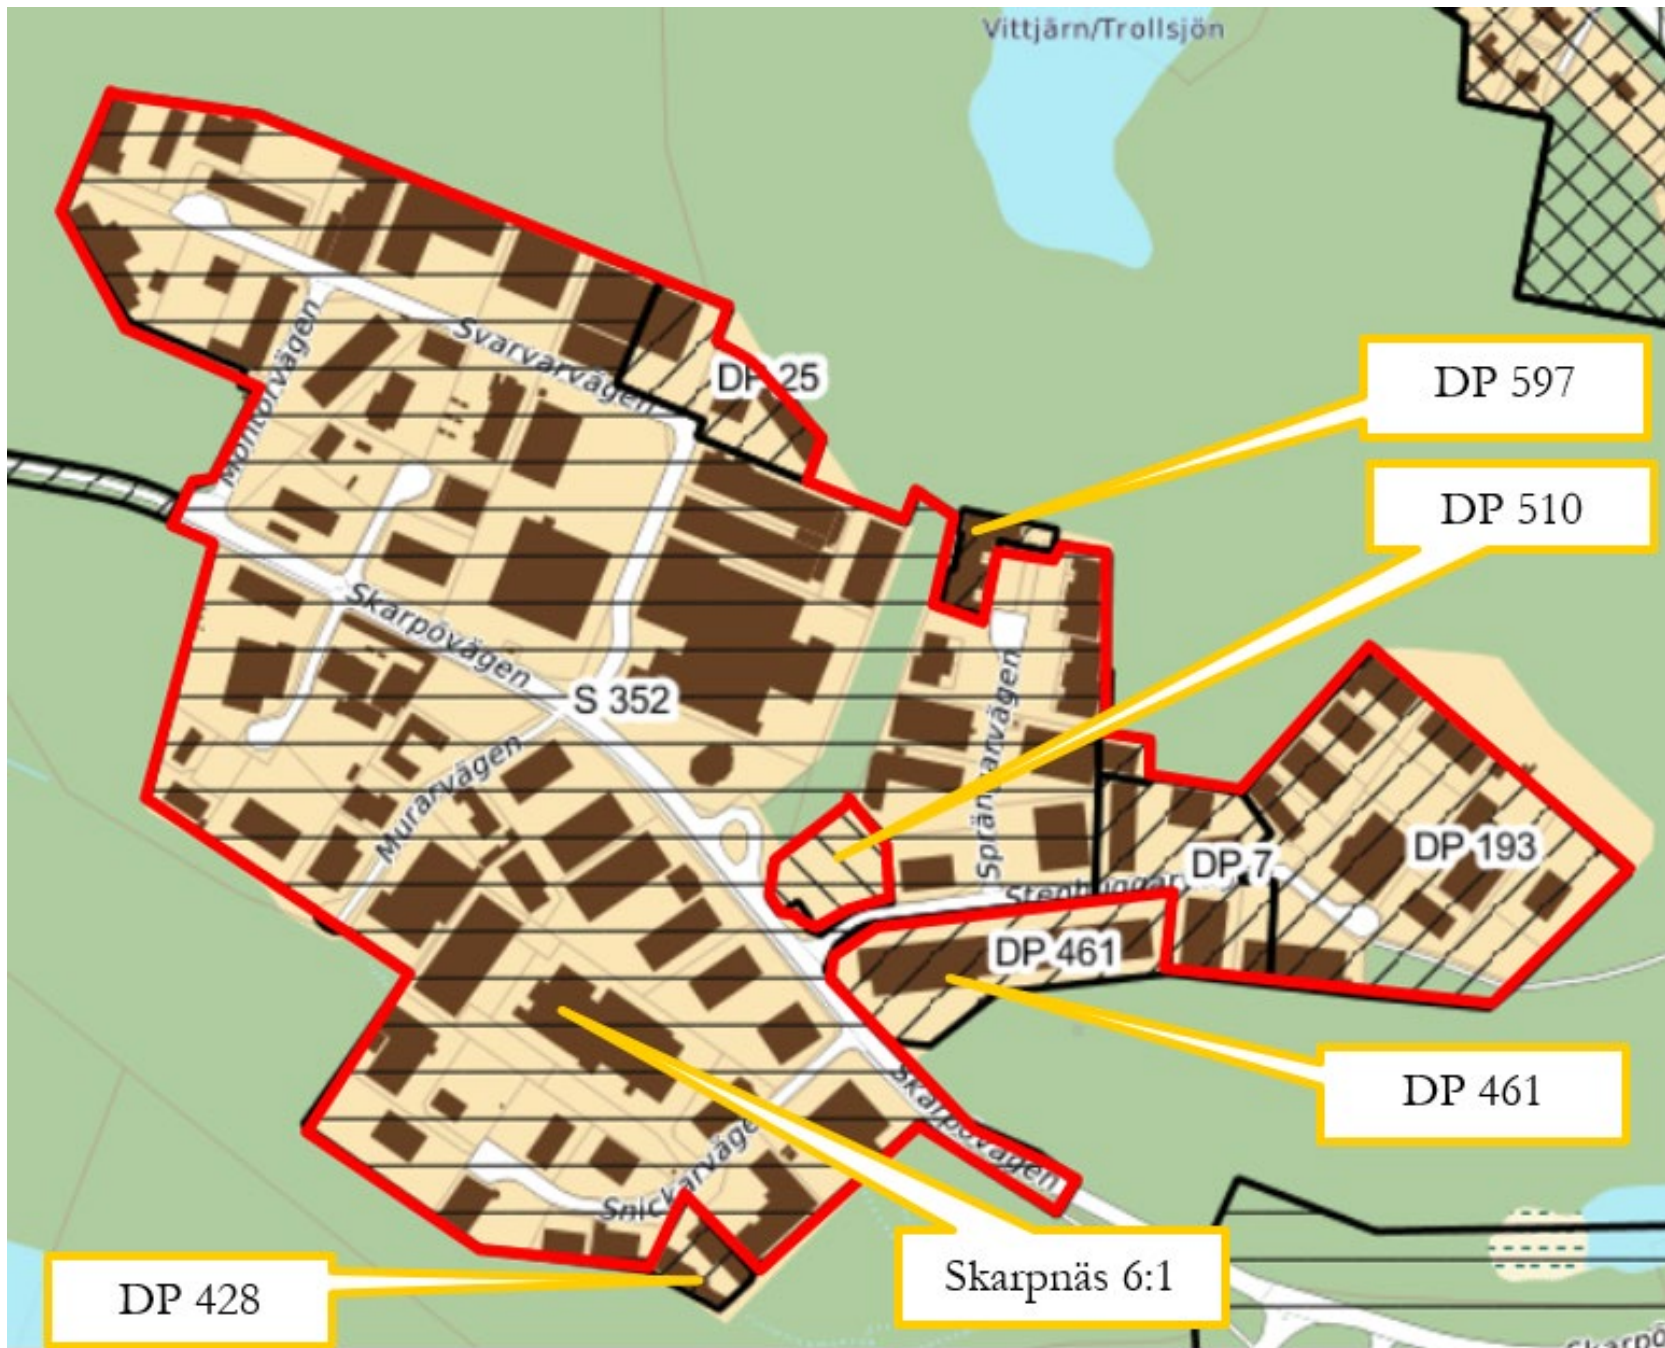 Vittjärn/Trollsjön
Svarvarvägen
DP 25
Montörvägen
DP 597
DP 510
Skarpövägen
S 352
Murarvägen
Sprängarvägen
DP 7
DP 193
DP 461
DP 461
Skarpövägen
Snickarvägen
Skarpnäs 6:1
DP 428